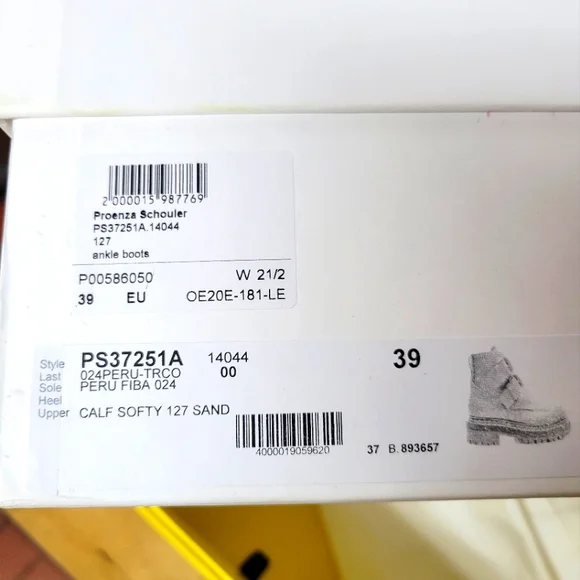 2 000015 987769
Proenza Schouler
PS37251A.14044
127
ankle boots
P00586050 W 21/2
39 EU OE20E-181-LE
Style PS37251A 14044 39
Last 024PERU-TRCO 00
Sole PERU FIBA 024
Heel
Upper CALF SOFTY 127 SAND
4000019059620
37 B. 893657